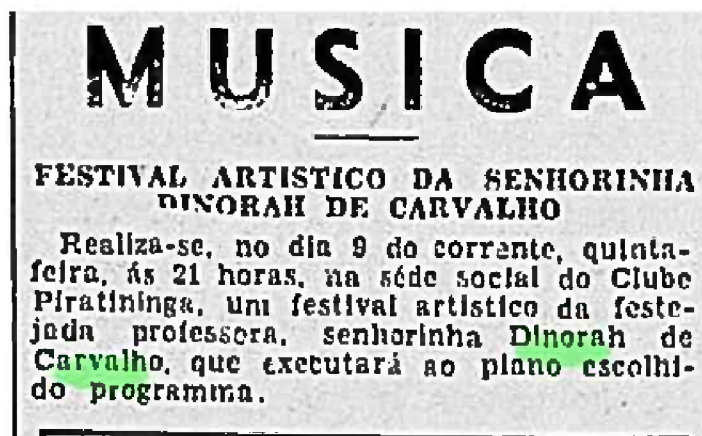 MUSICA
FESTIVAL ARTISTICO DA SENHORINHA
DINORAH DE CARVALHO
Realiza-se, no dia 9 do corrente, quinta-
feira, ás 21 horas, na séde social do Clube
Piratininga, um festival artistico da feste-
jada professora, senhorinha Dinorah de
Carvalho, que executará ao piano escolhi-
do programma.